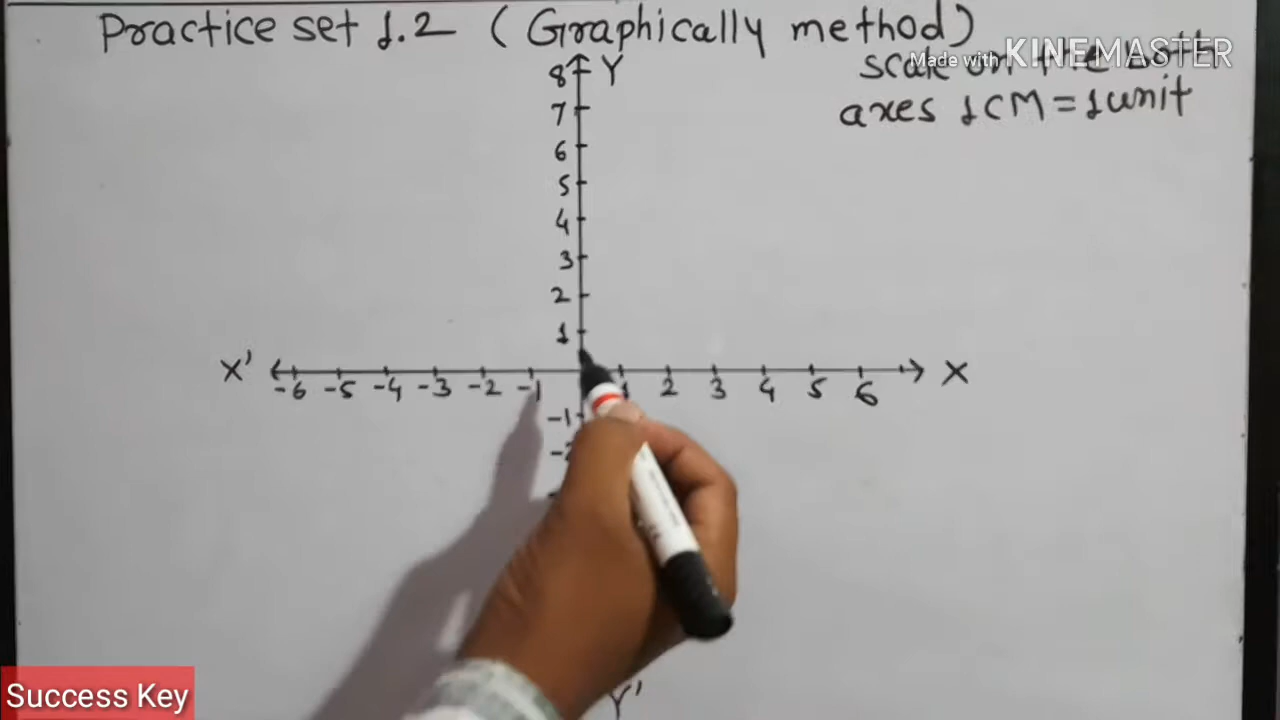 Practice set 1.2 (Graphically method)
Made with KINEMASTER
scale on the both
axes 1CM = 1unit
8 Y
7
6
5
4
3
2
1
X' -6 -5 -4 -3 -2 -1 1 2 3 4 5 6 X
-1
-2
Y'
Success Key